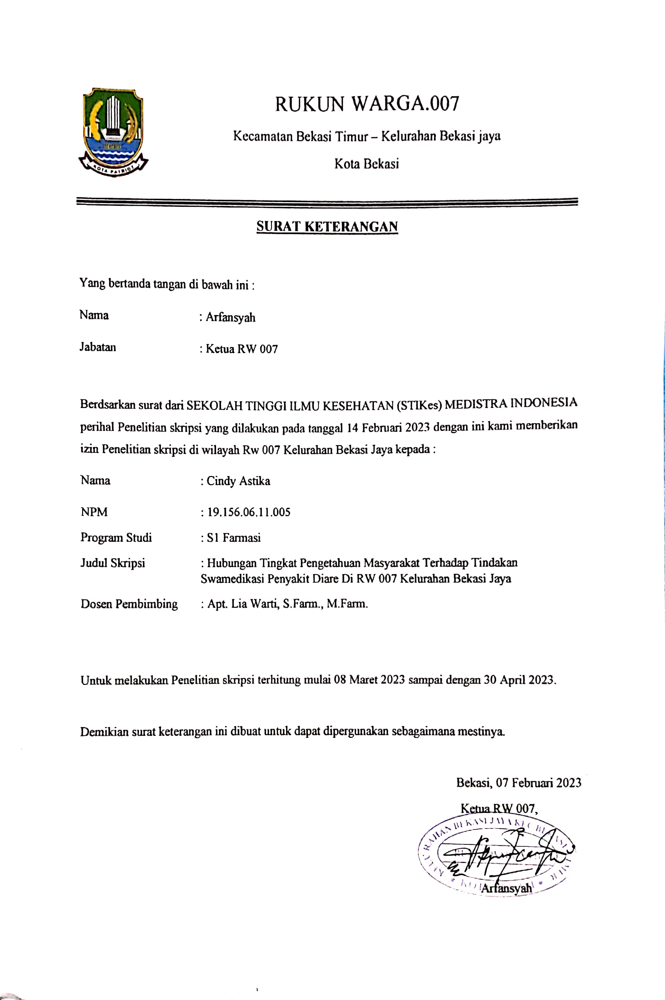 RUKUN WARGA.007
Kecamatan Bekasi Timur – Kelurahan Bekasi jaya
Kota Bekasi
KOTA PATRIOT
SURAT KETERANGAN
Yang bertanda tangan di bawah ini :
Nama : Arfansyah
Jabatan : Ketua RW 007
Berdsarkan surat dari SEKOLAH TINGGI ILMU KESEHATAN (STIKes) MEDISTRA INDONESIA
perihal Penelitian skripsi yang dilakukan pada tanggal 14 Februari 2023 dengan ini kami memberikan
izin Penelitian skripsi di wilayah Rw 007 Kelurahan Bekasi Jaya kepada :
Nama : Cindy Astika
NPM : 19.156.06.11.005
Program Studi : S1 Farmasi
Judul Skripsi : Hubungan Tingkat Pengetahuan Masyarakat Terhadap Tindakan
Swamedikasi Penyakit Diare Di RW 007 Kelurahan Bekasi Jaya
Dosen Pembimbing : Apt. Lia Warti, S.Farm., M.Farm.
Untuk melakukan Penelitian skripsi terhitung mulai 08 Maret 2023 sampai dengan 30 April 2023.
Demikian surat keterangan ini dibuat untuk dapat dipergunakan sebagaimana mestinya.
Bekasi, 07 Februari 2023
Ketua RW 007,
KELURAHAN BEKASI JAYA KEC BEKASI TIMUR
Arfansyah